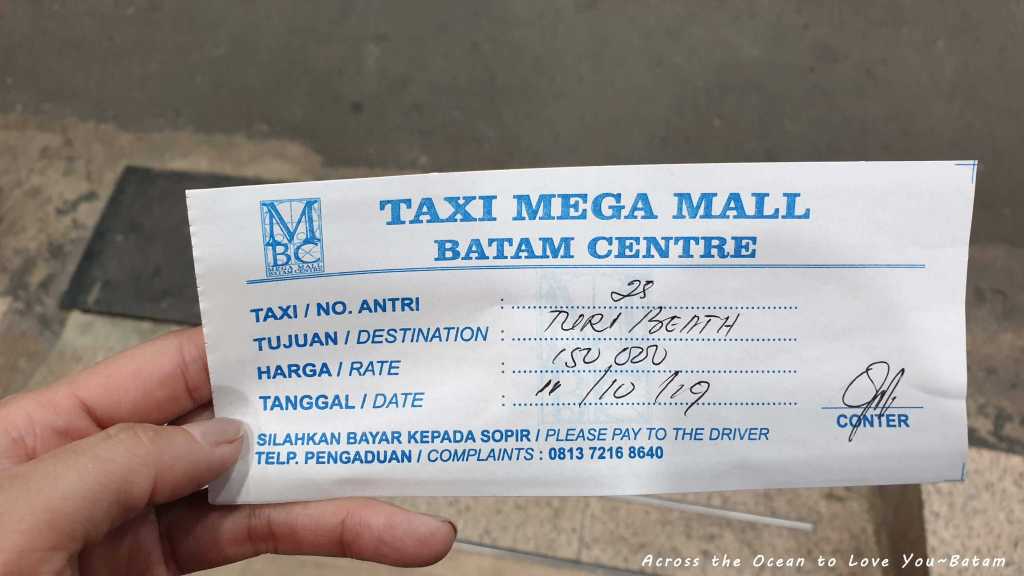 MBC
MEGA MALL
BATAM CENTRE
TAXI MEGA MALL
BATAM CENTRE
TAXI / NO. ANTRI : 28
TUJUAN / DESTINATION : TURI BEATH
HARGA / RATE : 150 000
TANGGAL / DATE : 11/10/19
CONTER
SILAHKAN BAYAR KEPADA SOPIR / PLEASE PAY TO THE DRIVER
TELP. PENGADUAN / COMPLAINTS : 0813 7216 8640
Across the Ocean to Love You~Batam